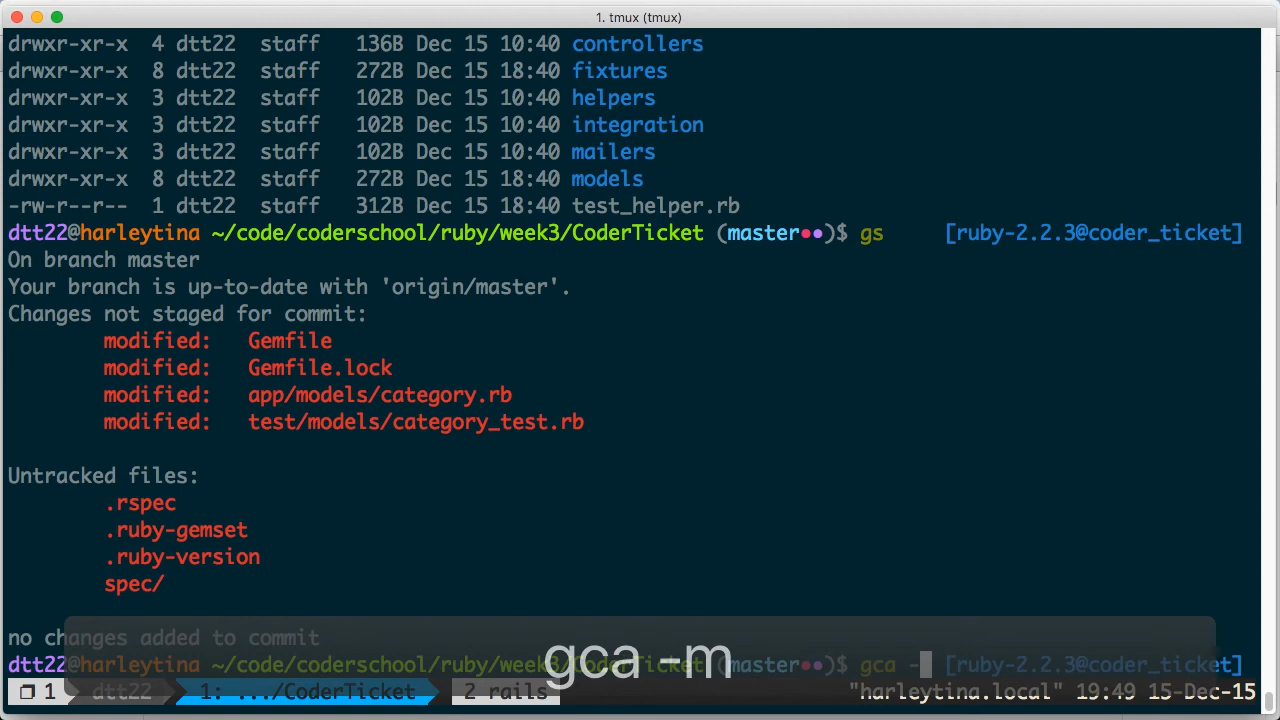 1. tmux (tmux)
drwxr-xr-x  4 dtt22  staff   136B Dec 15 10:40 controllers
drwxr-xr-x  8 dtt22  staff   272B Dec 15 18:40 fixtures
drwxr-xr-x  3 dtt22  staff   102B Dec 15 10:40 helpers
drwxr-xr-x  3 dtt22  staff   102B Dec 15 10:40 integration
drwxr-xr-x  3 dtt22  staff   102B Dec 15 10:40 mailers
drwxr-xr-x  8 dtt22  staff   272B Dec 15 18:40 models
-rw-r--r--  1 dtt22  staff   312B Dec 15 18:40 test_helper.rb
dtt22@harleytina ~/code/coderschool/ruby/week3/CoderTicket (master●●)$ gs     [ruby-2.2.3@coder_ticket]
On branch master
Your branch is up-to-date with 'origin/master'.
Changes not staged for commit:
        modified:   Gemfile
        modified:   Gemfile.lock
        modified:   app/models/category.rb
        modified:   test/models/category_test.rb
Untracked files:
        .rspec
        .ruby-gemset
        .ruby-version
        spec/
no changes added to commit
dtt22@harleytina ~/code/coderschool/ruby/week3/CoderTicket (master●●)$ gca - [ruby-2.2.3@coder_ticket]
gca -m
1 dtt22 1: .../CoderTicket 2 rails "harleytina.local" 19:49 15-Dec-15